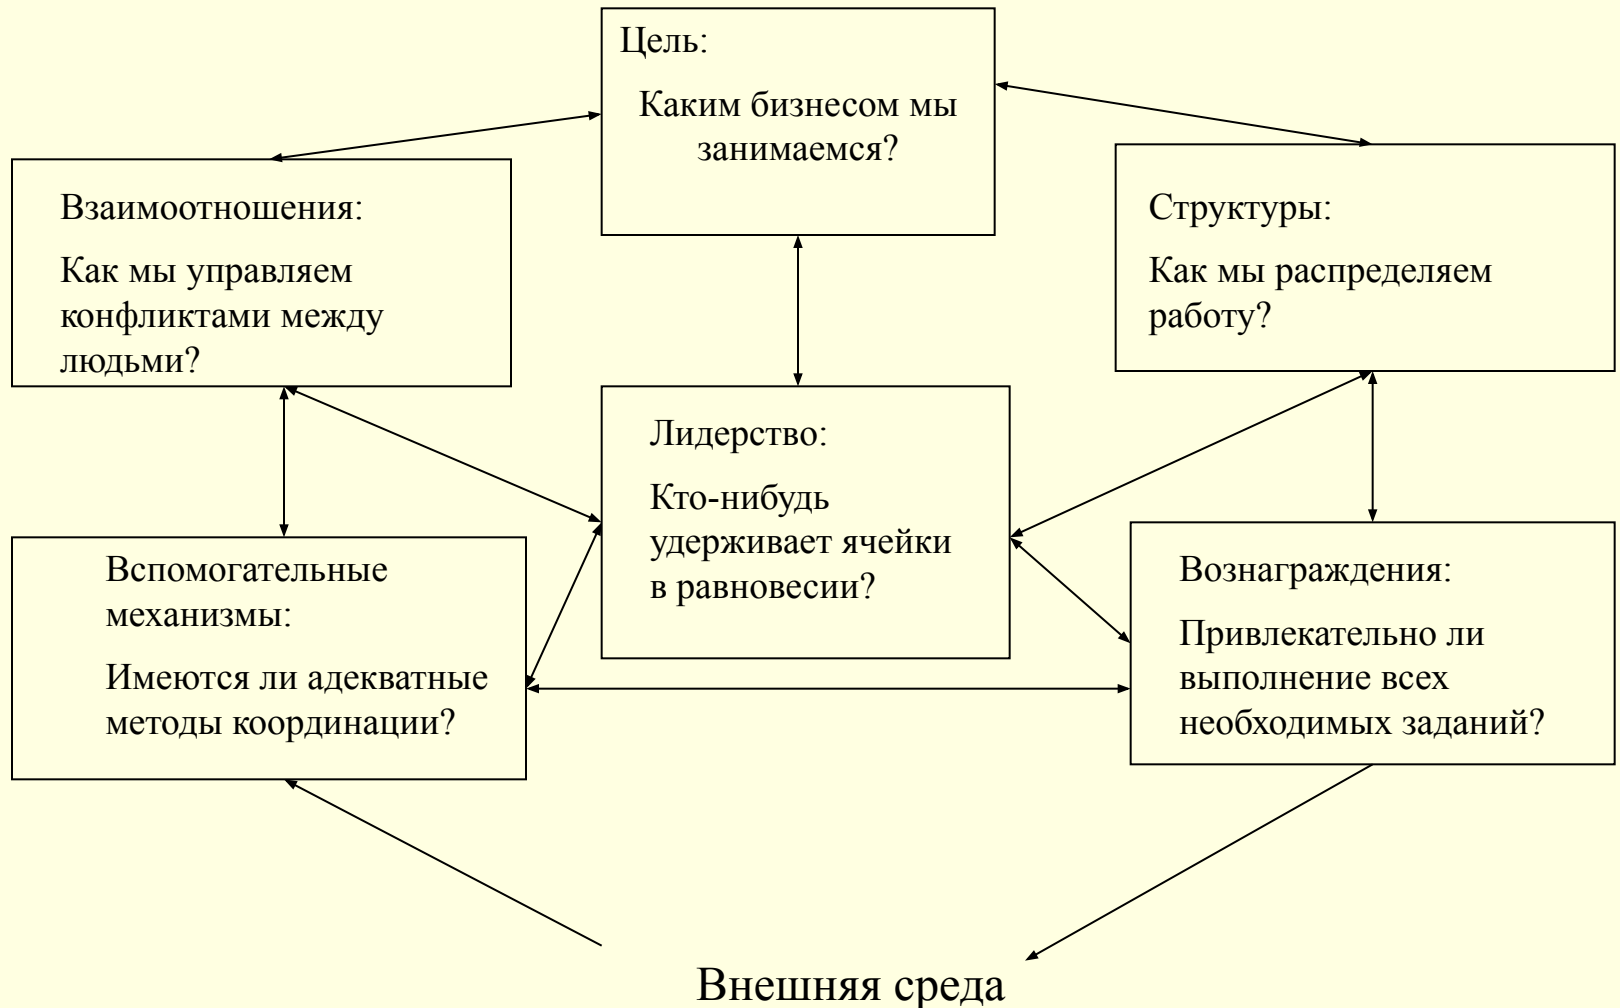 Цель:
Каким бизнесом мы
занимаемся?
Взаимоотношения:
Как мы управляем
конфликтами между
людьми?
Структуры:
Как мы распределяем
работу?
Лидерство:
Кто-нибудь
удерживает ячейки
в равновесии?
Вспомогательные
механизмы:
Имеются ли адекватные
методы координации?
Вознаграждения:
Привлекательно ли
выполнение всех
необходимых заданий?
Внешняя среда